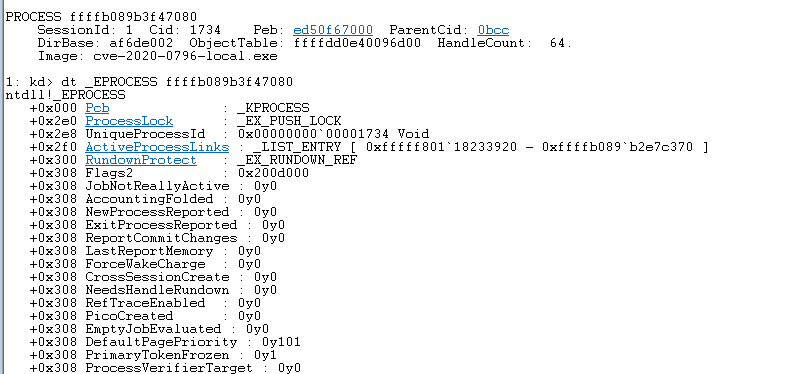 PROCESS ffffb089b3f47080
SessionId: 1  Cid: 1734    Peb: ed50f67000  ParentCid: 0bcc
DirBase: af6de002  ObjectTable: ffffdd0e40096d00  HandleCount:  64.
Image: cve-2020-0796-local.exe
1: kd> dt _EPROCESS ffffb089b3f47080
ntdll!_EPROCESS
+0x000 Pcb              : _KPROCESS
+0x2e0 ProcessLock      : _EX_PUSH_LOCK
+0x2e8 UniqueProcessId  : 0x00000000`00001734 Void
+0x2f0 ActiveProcessLinks : _LIST_ENTRY [ 0xfffff801`18233920 - 0xffffb089`b2e7c370 ]
+0x300 RundownProtect   : _EX_RUNDOWN_REF
+0x308 Flags2           : 0x200d000
+0x308 JobNotReallyActive : 0y0
+0x308 AccountingFolded : 0y0
+0x308 NewProcessReported : 0y0
+0x308 ExitProcessReported : 0y0
+0x308 ReportCommitChanges : 0y0
+0x308 LastReportMemory : 0y0
+0x308 ForceWakeCharge  : 0y0
+0x308 CrossSessionCreate : 0y0
+0x308 NeedsHandleRundown : 0y0
+0x308 RefTraceEnabled  : 0y0
+0x308 PicoCreated      : 0y0
+0x308 EmptyJobEvaluated : 0y0
+0x308 DefaultPagePriority : 0y101
+0x308 PrimaryTokenFrozen : 0y1
+0x308 ProcessVerifierTarget : 0y0